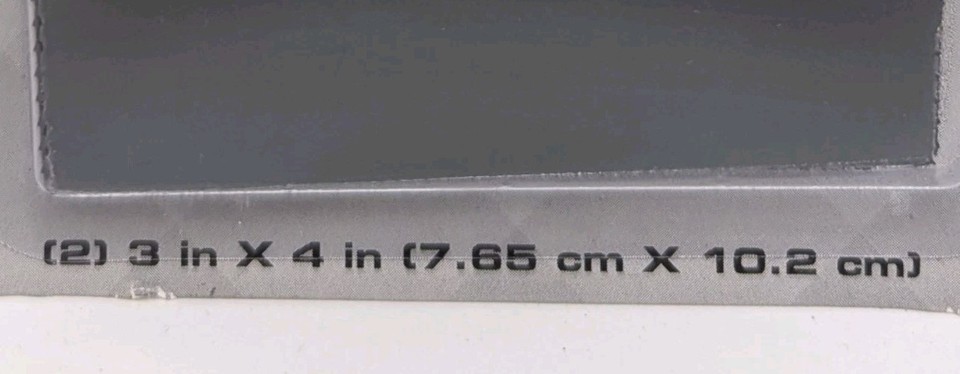 (2) 3 in X 4 in (7.65 cm X 10.2 cm)